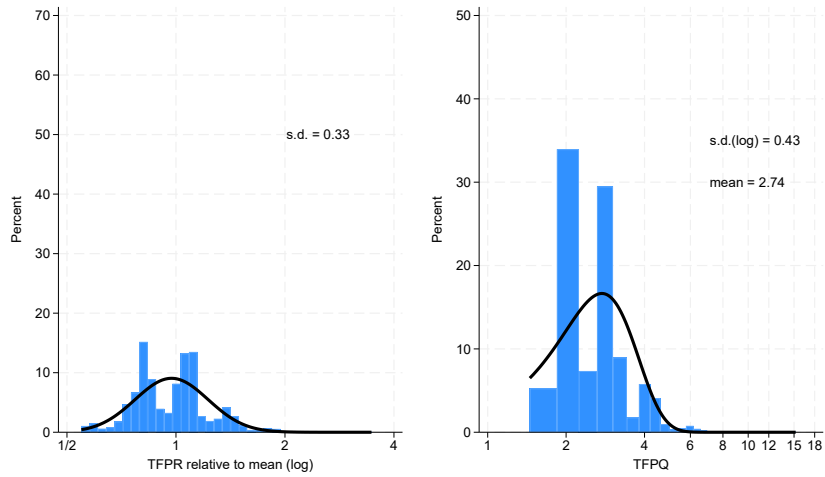 70
60
50
40
30
20
10
0
Percent
s.d. = 0.33
1/2 1 2 4
TFPR relative to mean (log)
50
40
30
20
10
0
Percent
s.d.(log) = 0.43
mean = 2.74
1 2 4 6 8 10 12 15 18
TFPQ